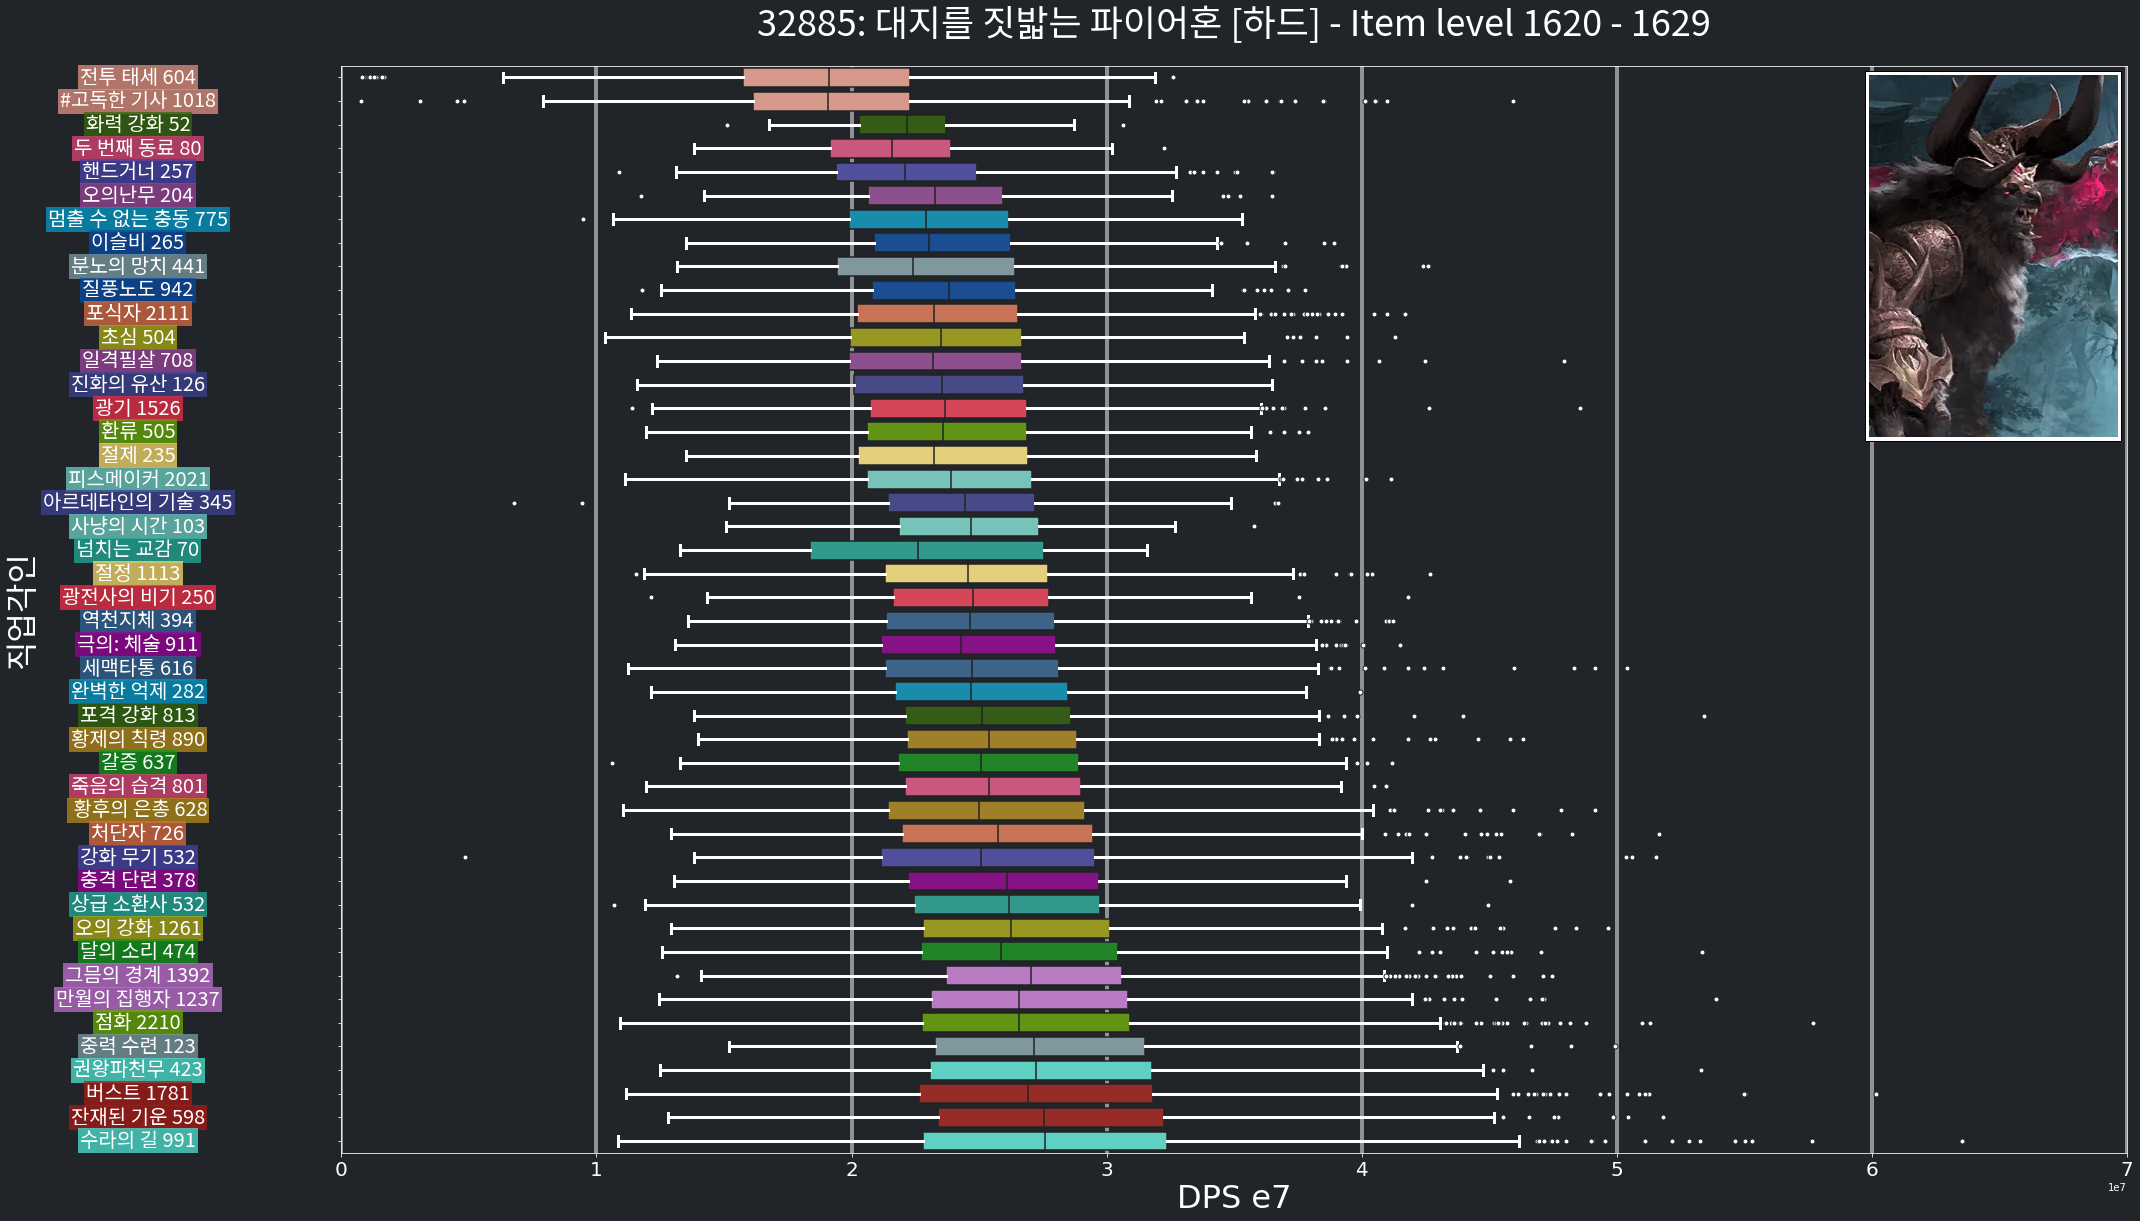 32885: 대지를 짓밟는 파이어혼 [하드] - Item level 1620 - 1629
전투 태세 604
#고독한 기사 1018
화력 강화 52
두 번째 동료 80
핸드거너 257
오의난무 204
멈출 수 없는 충동 775
이슬비 265
분노의 망치 441
질풍노도 942
포식자 2111
초심 504
일격필살 708
진화의 유산 126
광기 1526
환류 505
절제 235
피스메이커 2021
아르데타인의 기술 345
사냥의 시간 103
넘치는 교감 70
절정 1113
광전사의 비기 250
역천지체 394
극의: 체술 911
세맥타통 616
완벽한 억제 282
포격 강화 813
황제의 칙령 890
갈증 637
죽음의 습격 801
황후의 은총 628
처단자 726
강화 무기 532
충격 단련 378
상급 소환사 532
오의 강화 1261
달의 소리 474
그믐의 경계 1392
만월의 집행자 1237
점화 2210
중력 수련 123
권왕파천무 423
버스트 1781
잔재된 기운 598
수라의 길 991
직업각인
0 1 2 3 4 5 6 7
DPS e7
1e7